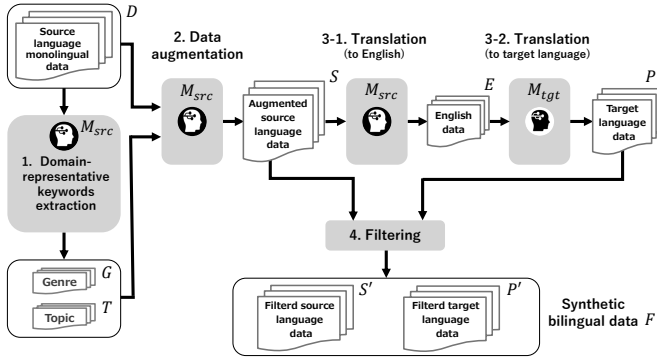 D
Source
language
monolingual
data
M_src
1. Domain-
representative
keywords
extraction
G
Genre
T
Topic
2. Data
augmentation
M_src
S
Augmented
source
language
data
3-1. Translation
(to English)
M_src
E
English
data
3-2. Translation
(to target language)
M_tgt
P
Target
language
data
4. Filtering
S′
Filterd source
language
data
P′
Filterd target
language
data
Synthetic
bilingual data F